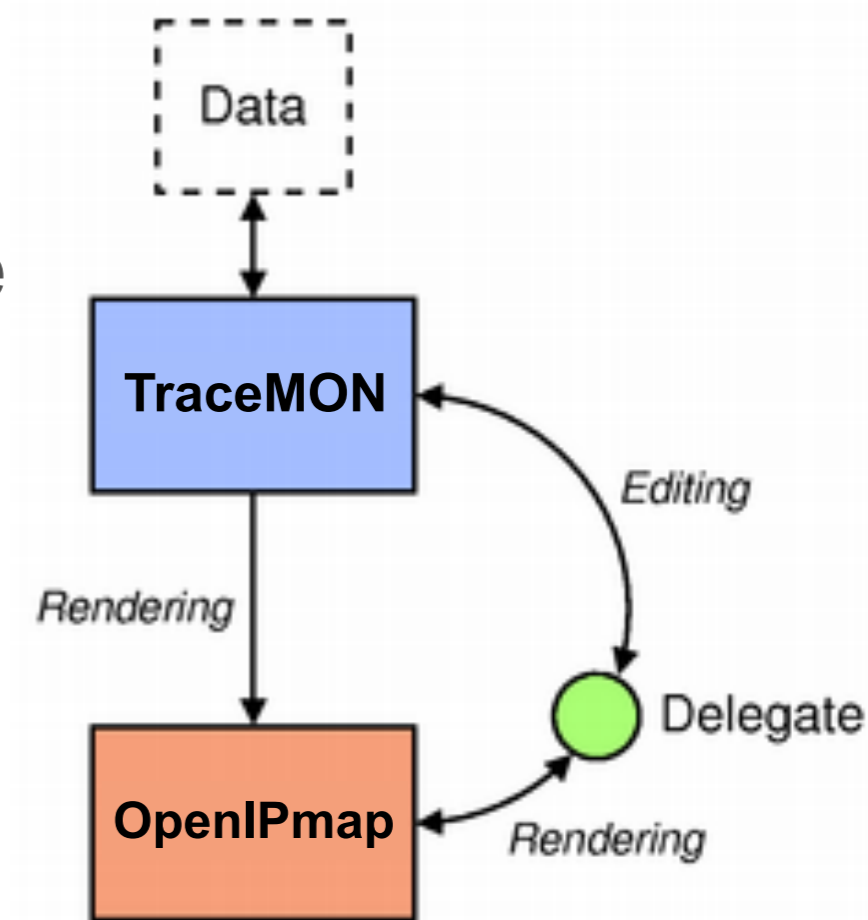 Data
e
TraceMON
Editing
Rendering
Delegate
OpenIPmap
Rendering